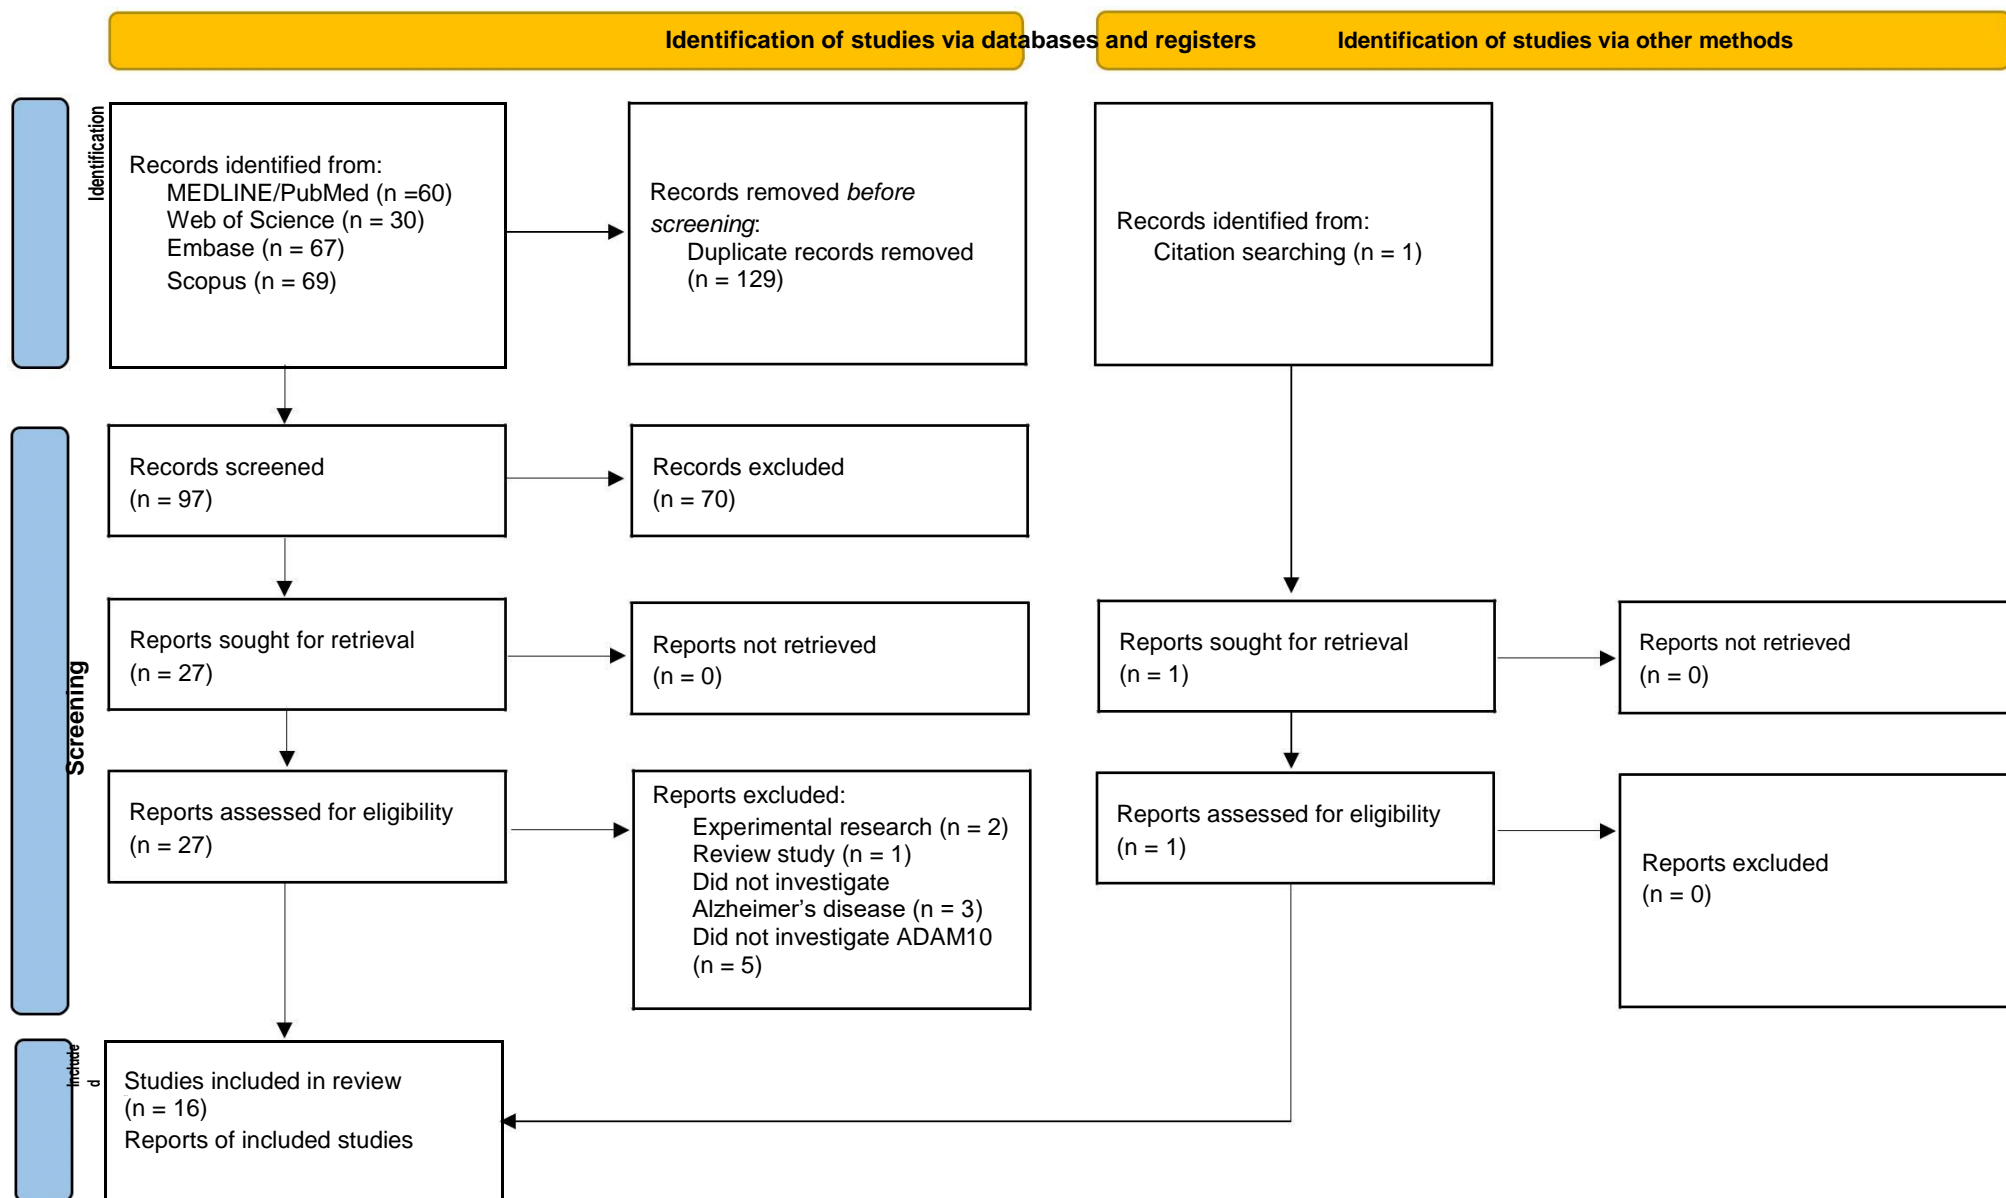 Identification of studies via databases and registers
Identification of studies via other methods
Identification
Records identified from:
MEDLINE/PubMed (n =60)
Web of Science (n = 30)
Embase (n = 67)
Scopus (n = 69)
Records removed before
screening:
Duplicate records removed
(n = 129)
Records identified from:
Citation searching (n = 1)
Screening
Records screened
(n = 97)
Records excluded
(n = 70)
Reports sought for retrieval
(n = 27)
Reports not retrieved
(n = 0)
Reports sought for retrieval
(n = 1)
Reports not retrieved
(n = 0)
Reports assessed for eligibility
(n = 27)
Reports excluded:
Experimental research (n = 2)
Review study (n = 1)
Did not investigate
Alzheimer’s disease (n = 3)
Did not investigate ADAM10
(n = 5)
Reports assessed for eligibility
(n = 1)
Reports excluded
(n = 0)
Include
d
Studies included in review
(n = 16)
Reports of included studies